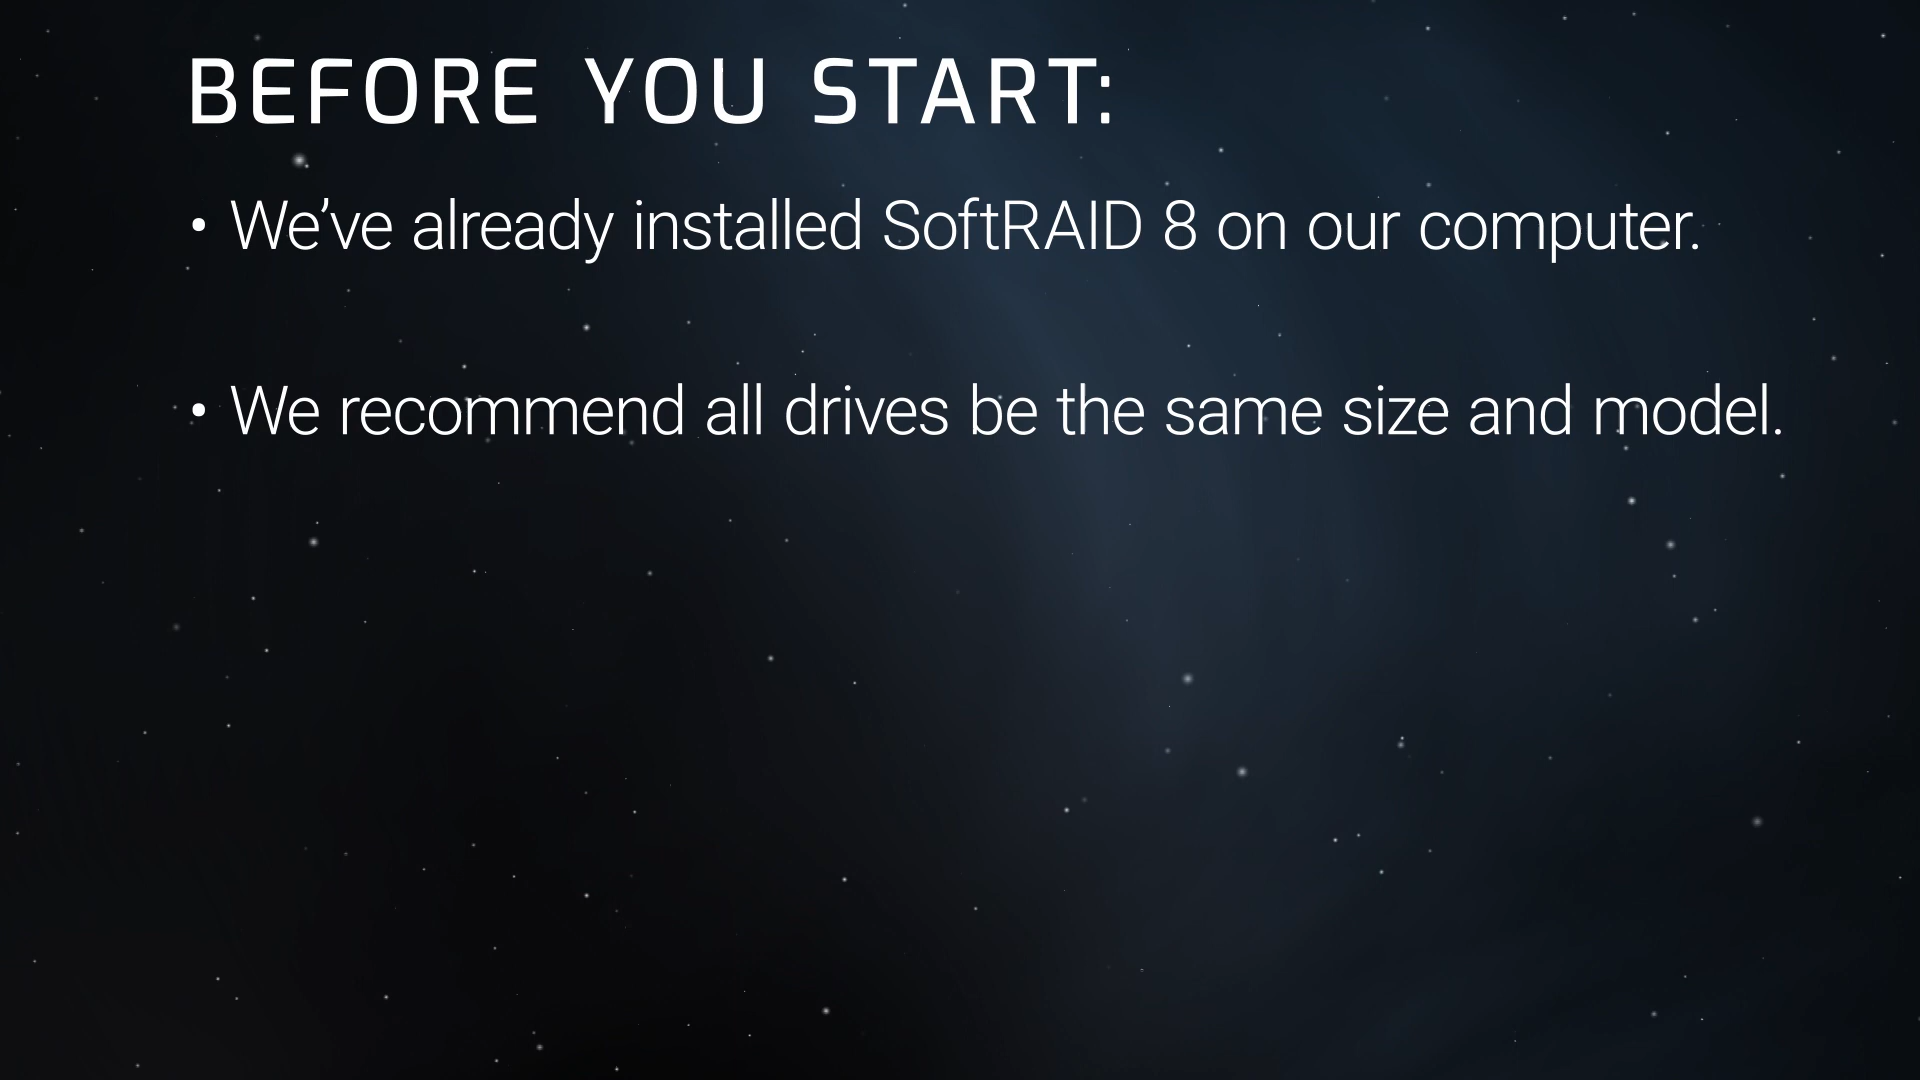 BEFORE YOU START:
• We’ve already installed SoftRAID 8 on our computer.
• We recommend all drives be the same size and model.